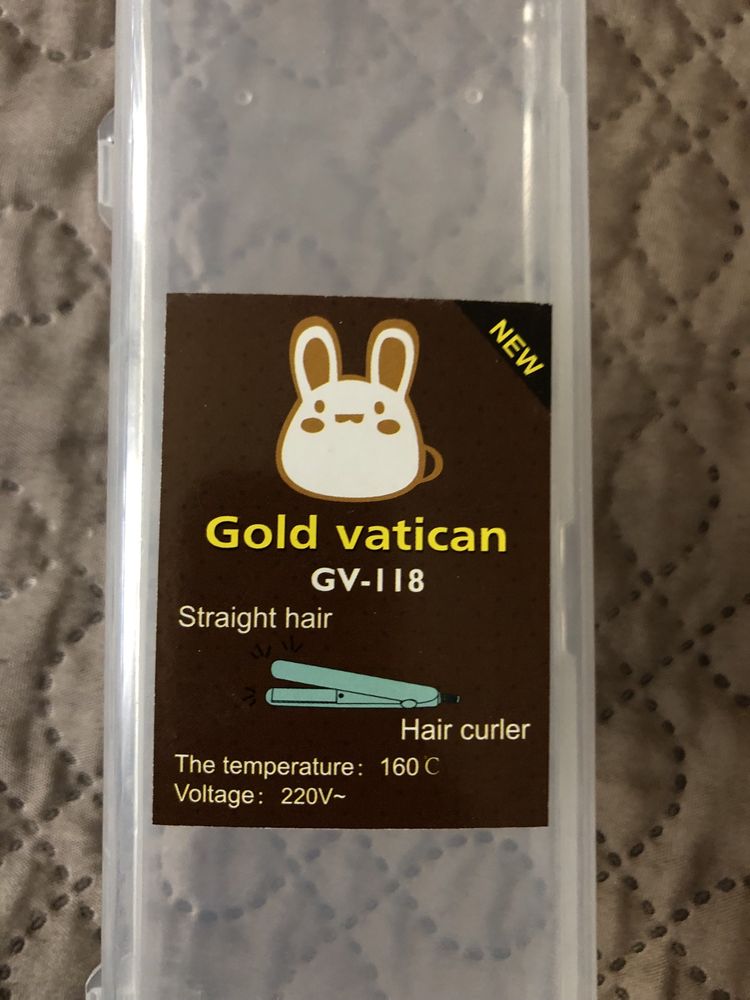 NEW
Gold vatican
GV-118
Straight hair
Hair curler
The temperature: 160℃
Voltage: 220V~